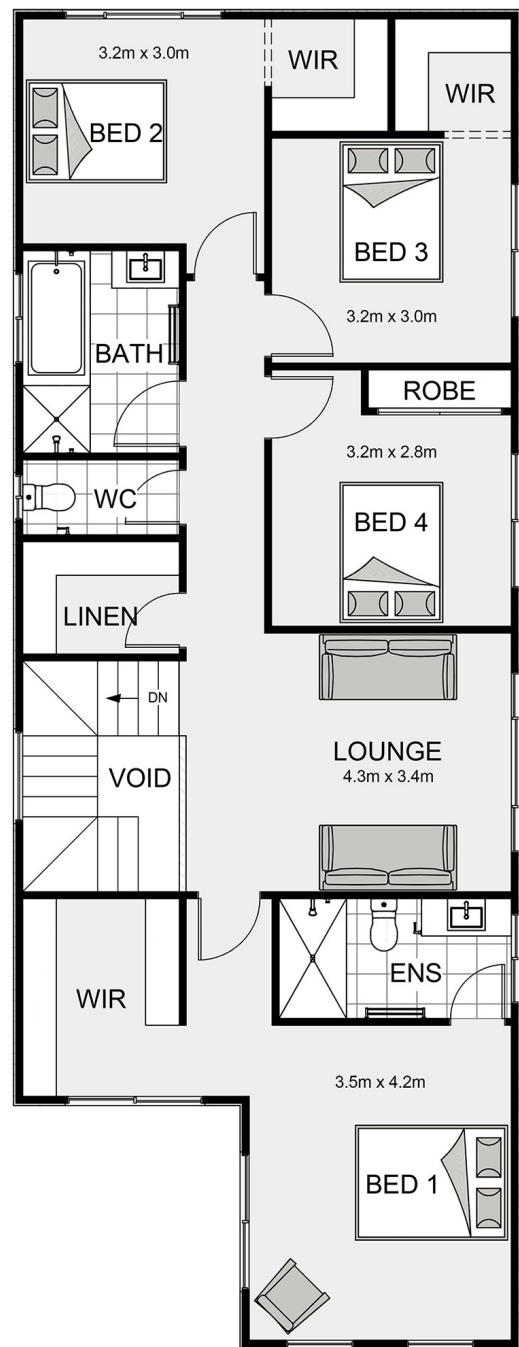 3.2m x 3.0m
WIR
WIR
BED 2
BED 3
3.2m x 3.0m
BATH
ROBE
3.2m x 2.8m
WC
BED 4
LINEN
DN
VOID
LOUNGE
4.3m x 3.4m
ENS
WIR
3.5m x 4.2m
BED 1